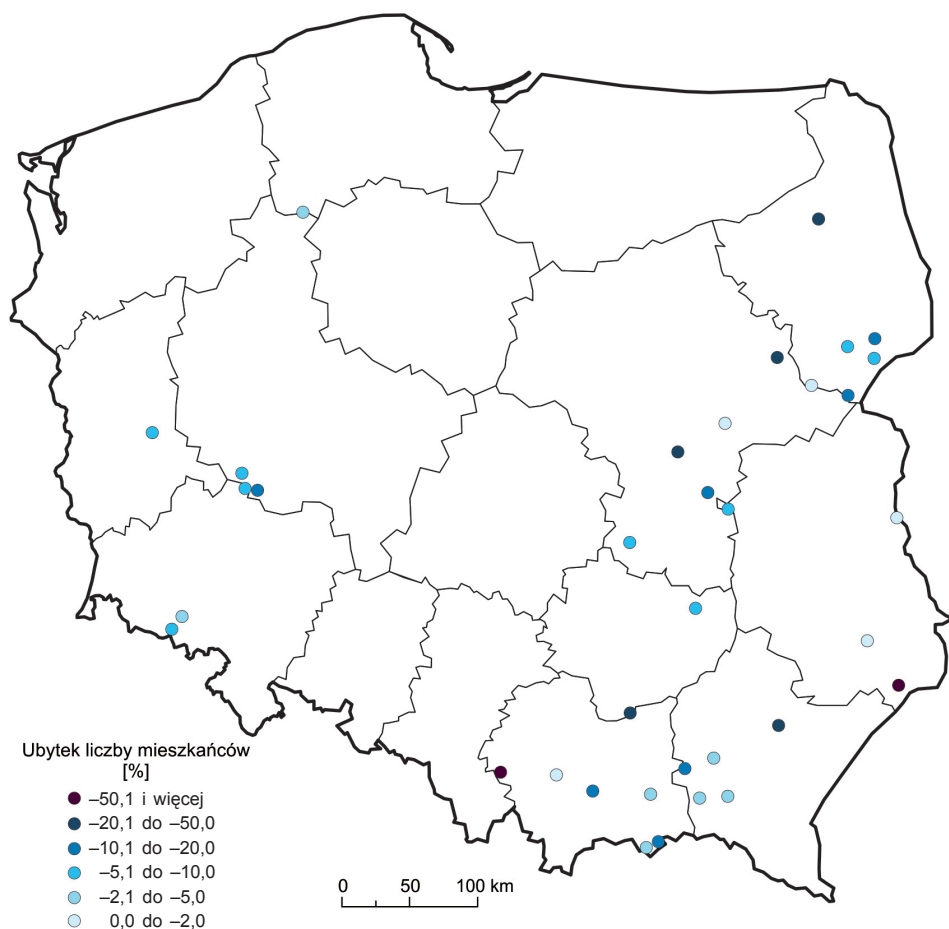 Ubytek liczby mieszkańców
[%]
–50,1 i więcej
–20,1 do –50,0
–10,1 do –20,0
–5,1 do –10,0
–2,1 do –5,0
0,0 do –2,0
0 50 100 km